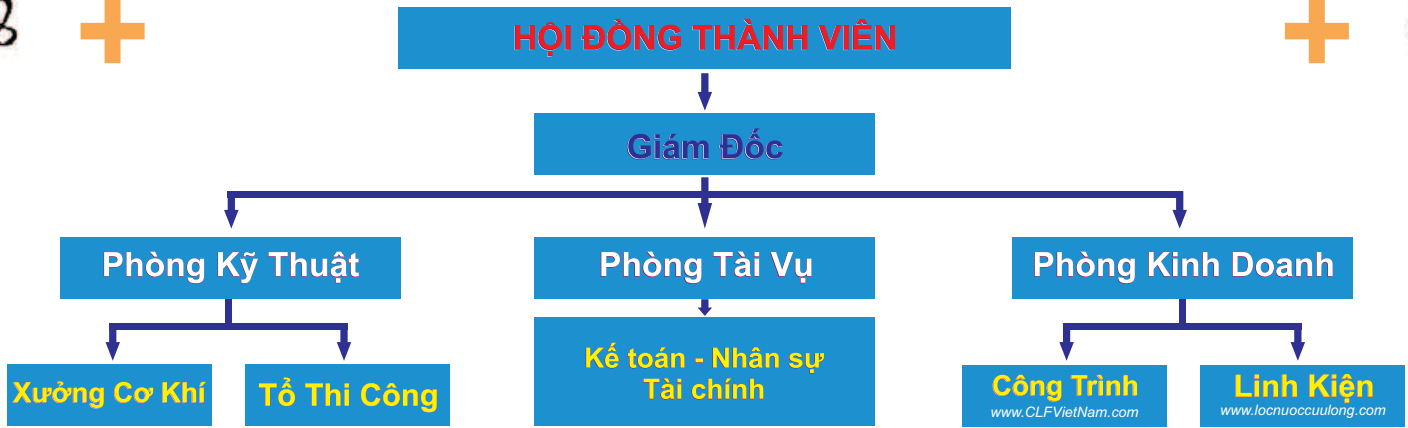 HỘI ĐỒNG THÀNH VIÊN
Giám Đốc
Phòng Kỹ Thuật
Phòng Tài Vụ
Phòng Kinh Doanh
Xưởng Cơ Khí
Tổ Thi Công
Kế toán - Nhân sự
Tài chính
Công Trình
www.CLFVietNam.com
Linh Kiện
www.locnuoccuulong.com